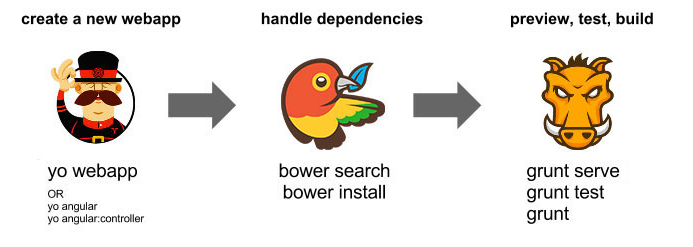 create a new webapp
handle dependencies
preview, test, build
yo webapp
OR
yo angular
yo angular:controller
bower search
bower install
grunt serve
grunt test
grunt